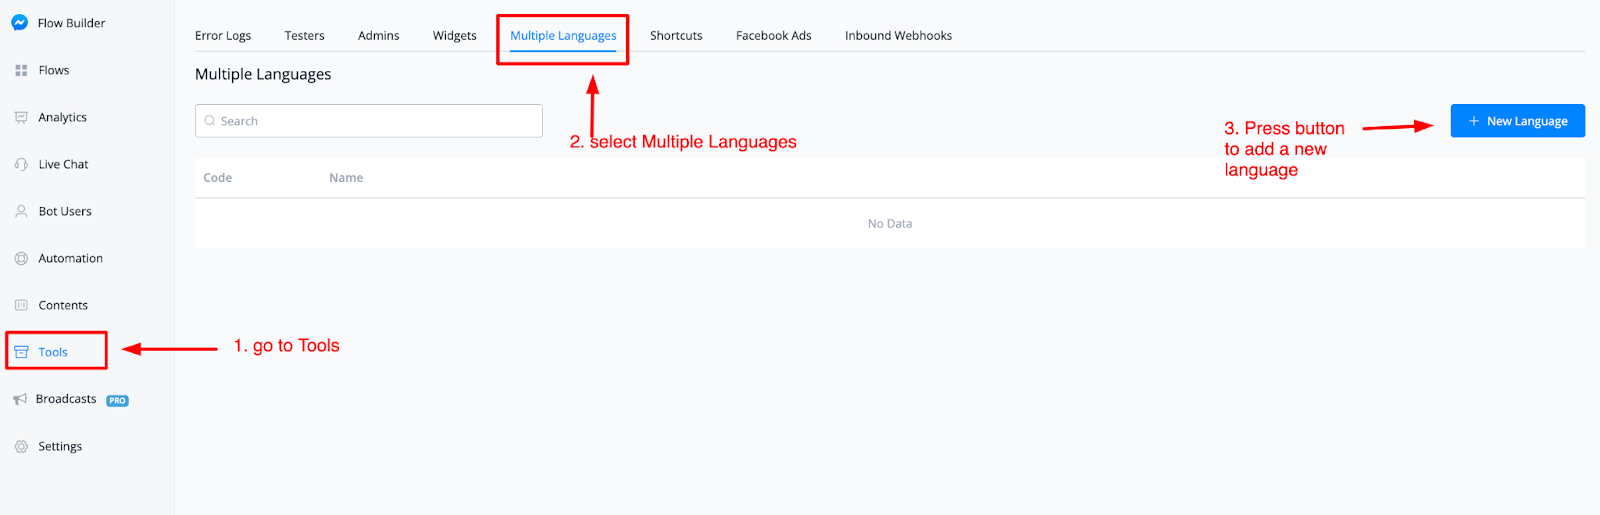 Flow Builder
Flows
Analytics
Live Chat
Bot Users
Automation
Contents
Tools
Broadcasts PRO
Settings
Error Logs Testers Admins Widgets Multiple Languages Shortcuts Facebook Ads Inbound Webhooks
Multiple Languages
Search
+ New Language
Code Name
No Data
1. go to Tools
2. select Multiple Languages
3. Press button
to add a new
language